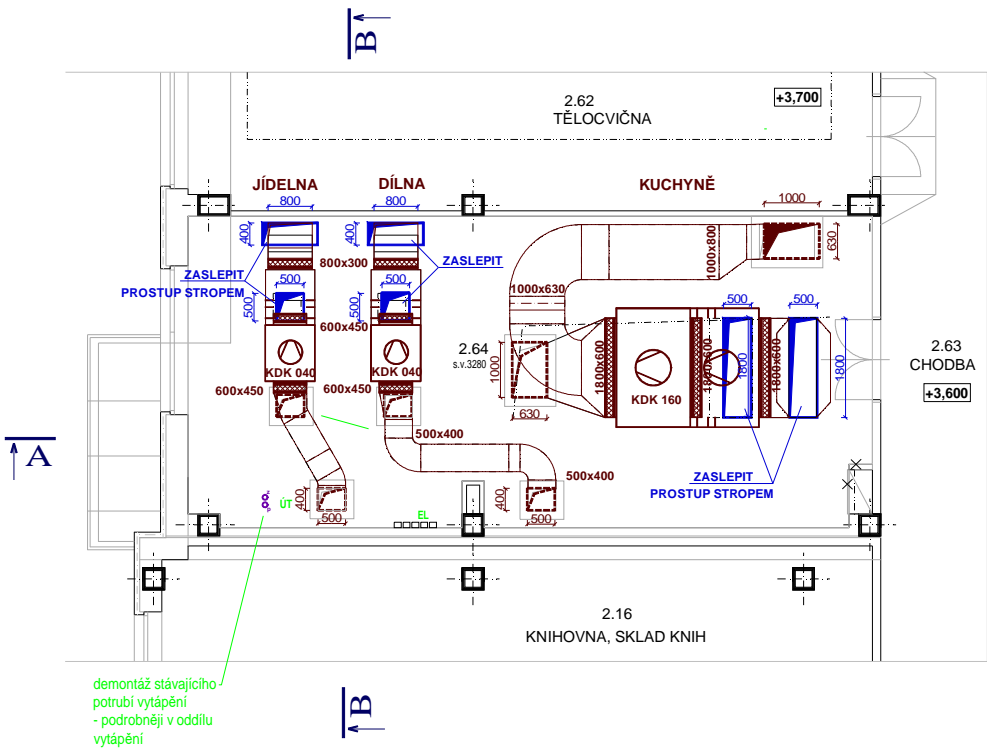 B
2.62
TĚLOCVIČNA
+3,700
JÍDELNA
DÍLNA
KUCHYNĚ
800
800
1000
400
400
630
1000x800
800x300
ZASLEPIT
ZASLEPIT
PROSTUP STROPEM
500
500
500
500
1000x630
500
500
600x450
2.64
s.v.3280
2.63
CHODBA
+3,600
1000
1800x600
1800x600
1800
1800x600
1800
KDK 040
KDK 040
KDK 160
600x450
600x450
630
500x400
A
ZASLEPIT
PROSTUP STROPEM
500x400
400
400
ÚT
500
EL
500
2.16
KNIHOVNA, SKLAD KNIH
demontáž stávajícího
potrubí vytápění
- podrobněji v oddílu
vytápění
B